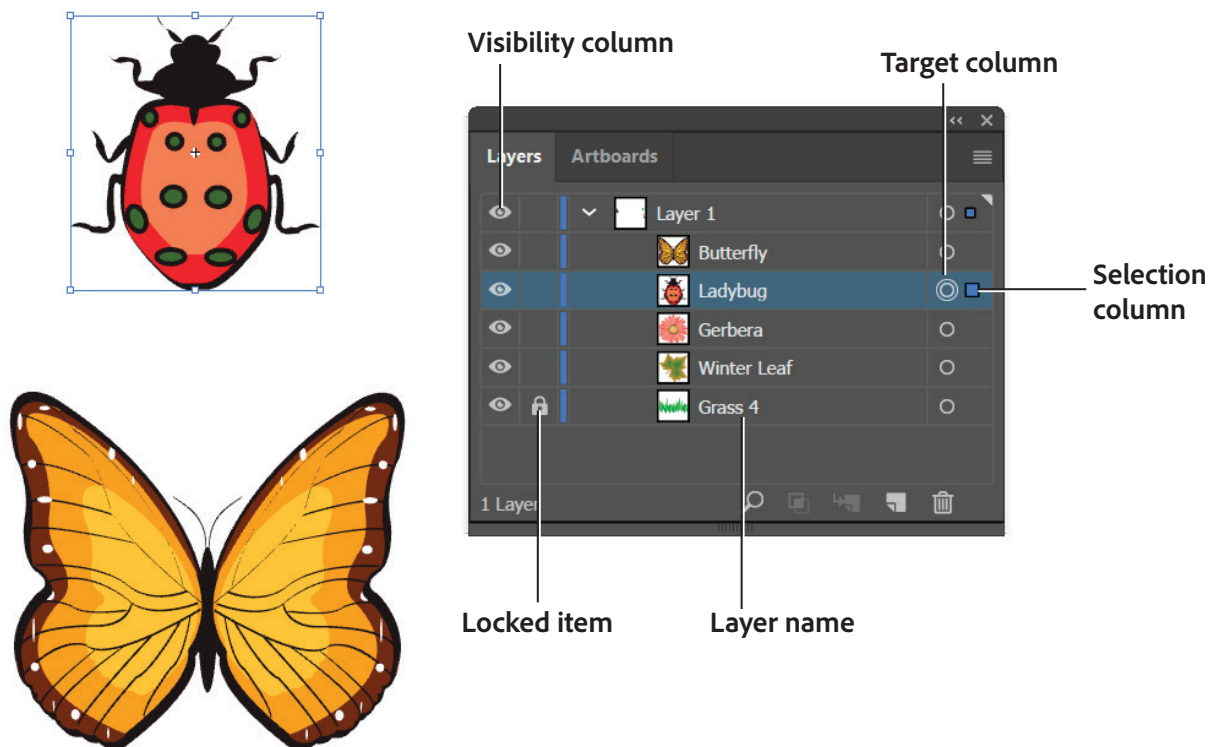 Visibility column
Target column
Layers Artboards
Layer 1
Butterfly
Ladybug
Selection
column
Gerbera
Winter Leaf
Grass 4
1 Layer
Locked item
Layer name